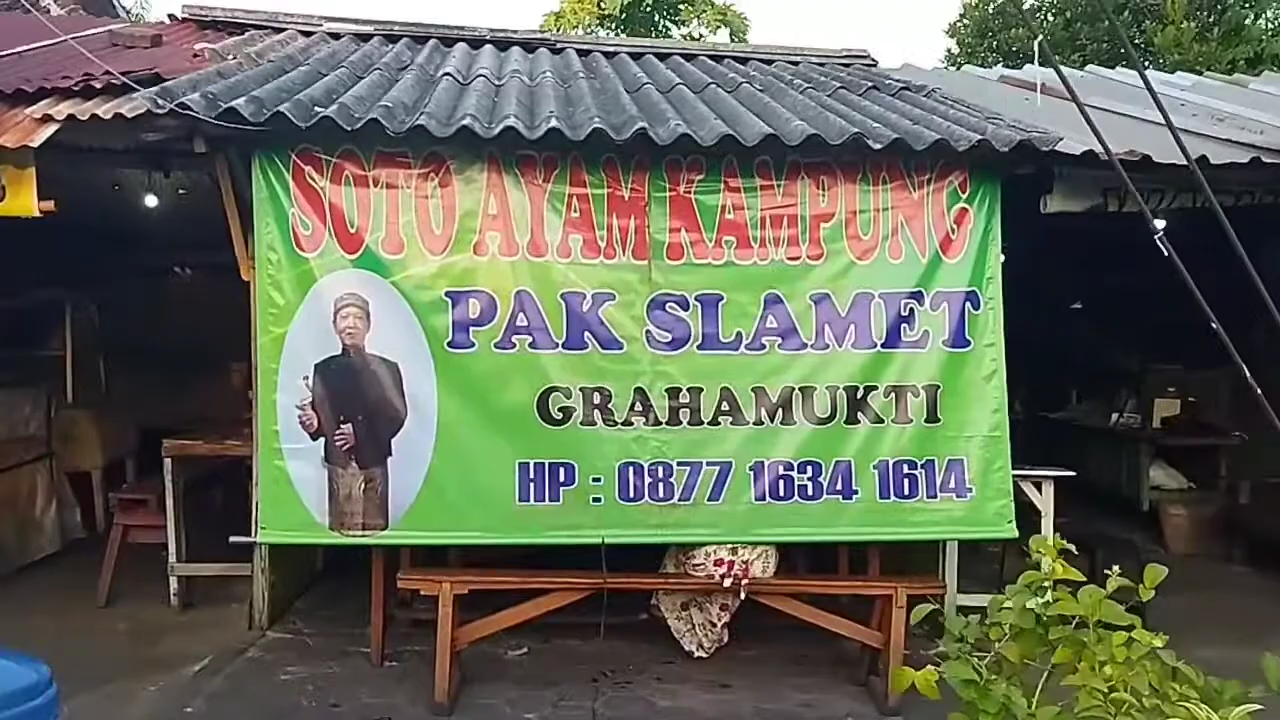 SOTO AYAM KAMPUNG
PAK SLAMET
GRAHAMUKTI
HP : 0877 1634 1614